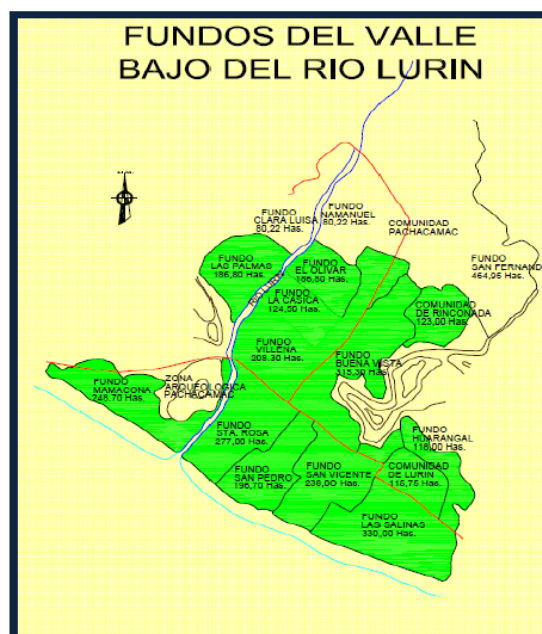 FUNDOS DEL VALLE
BAJO DEL RIO LURIN
FUNDO
CLARA LUISA
80,22 Has.
FUNDO
NAMANUEL
80,22 Has.
COMUNIDAD
PACHACAMAC
FUNDO
LAS PALMAS
186,80 Has.
FUNDO
EL OLIVAR
166,80 Has.
FUNDO
SAN FERNAND
464,95 Has.
FUNDO
LA CASICA
124,50 Has.
COMUNIDAD
DE RINCONADA
123,00 Has.
FUNDO
VILLENA
208.30 Has.
FUNDO
BUENA VISTA
315,30 Has.
FUNDO
MAMACONA
246.70 Has.
ZONA
ARQUEOLOGICA
PACHACAMAC
FUNDO
STA. ROSA
277,00 Has.
FUNDO
HUARANGAL
118,00 Has.
FUNDO
SAN PEDRO
196,70 Has.
FUNDO
SAN VICENTE
238,00 Has.
COMUNIDAD
DE LURIN
115,75 Has.
FUNDO
LAS SALINAS
330,00 Has.